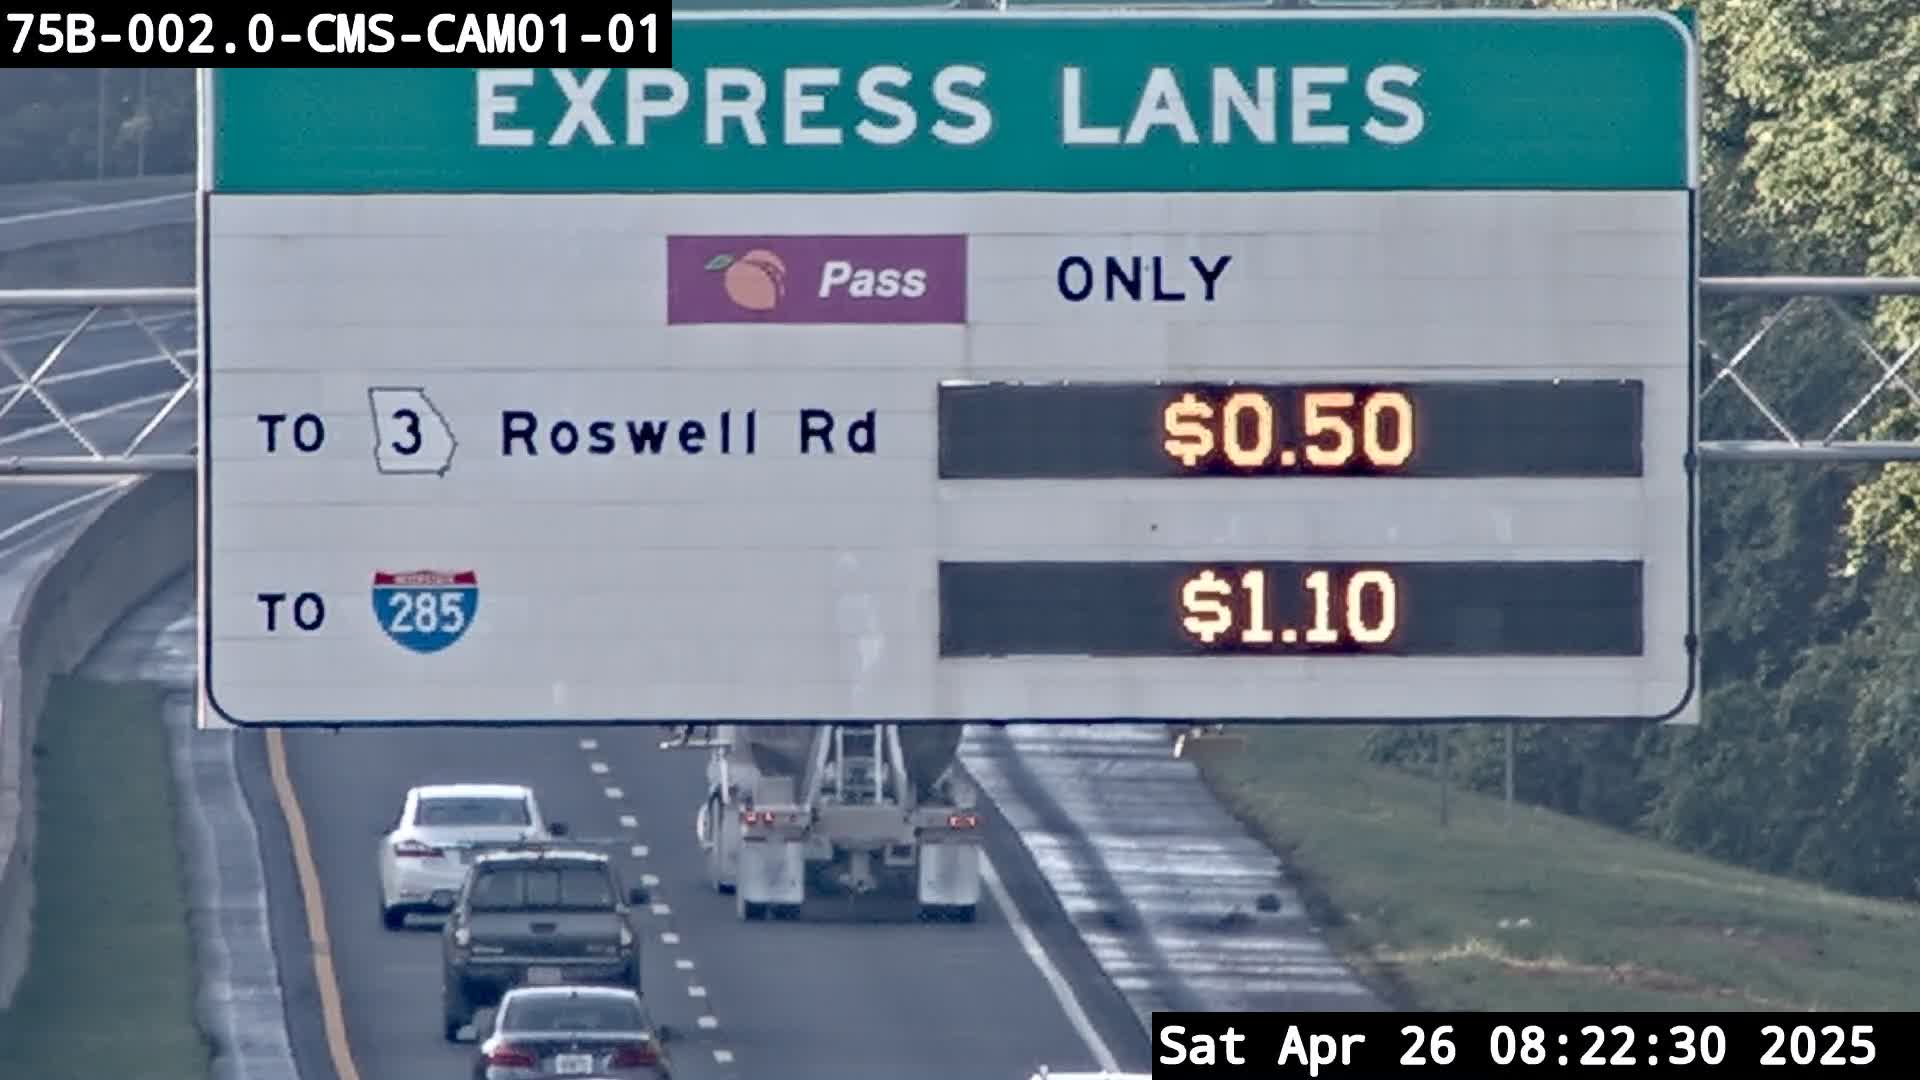 75B-002.0-CMS-CAM01-01
EXPRESS LANES
Pass ONLY
TO 3 Roswell Rd $0.50
TO 285 $1.10
Sat Apr 26 08:22:30 2025